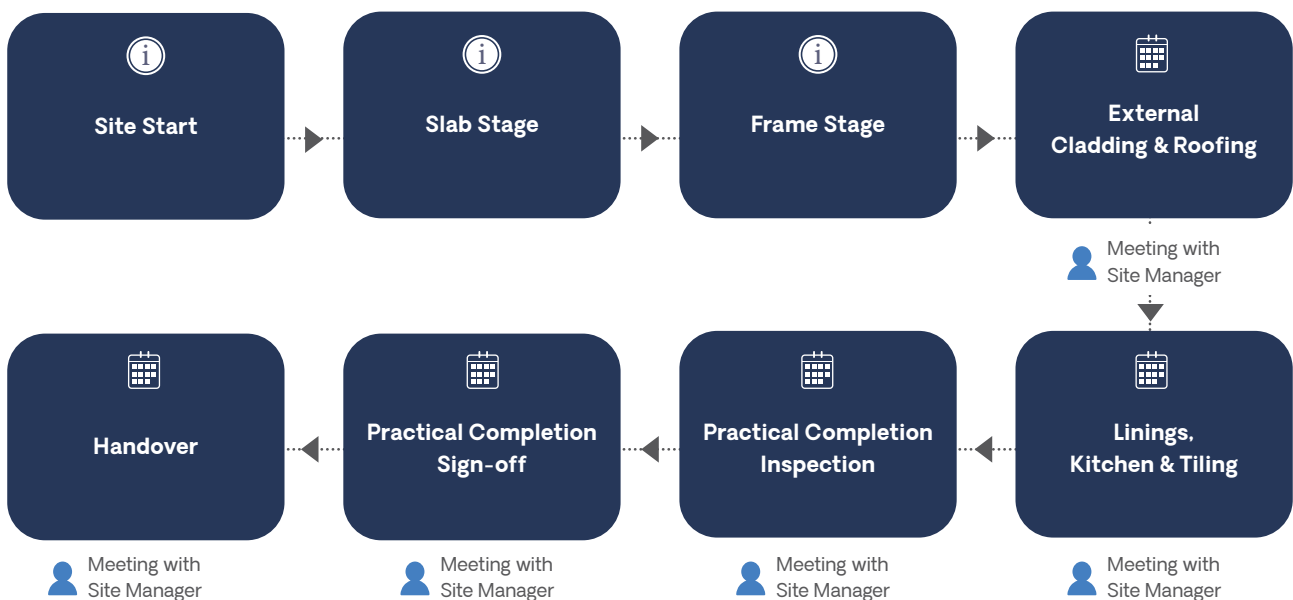 i
Site Start
i
Slab Stage
i
Frame Stage
External
Cladding & Roofing
Meeting with
Site Manager
Linings,
Kitchen & Tiling
Meeting with
Site Manager
Practical Completion
Inspection
Meeting with
Site Manager
Practical Completion
Sign-off
Meeting with
Site Manager
Handover
Meeting with
Site Manager